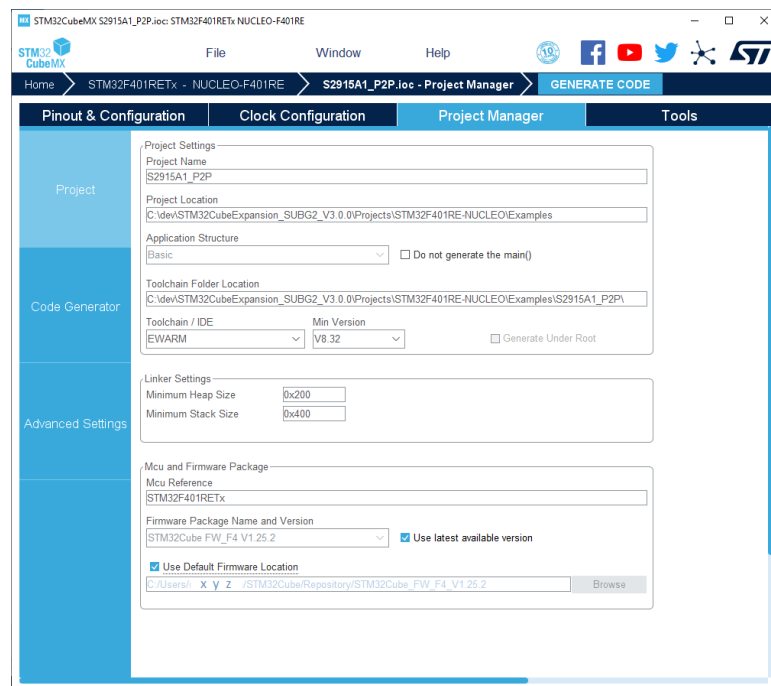 MX STM32CubeMX S2915A1_P2P.ioc: STM32F401RETx NUCLEO-F401RE
STM32 CubeMX File Window Help 10 ST
Home STM32F401RETx - NUCLEO-F401RE S2915A1_P2P.ioc - Project Manager GENERATE CODE
Pinout & Configuration Clock Configuration Project Manager Tools
Project
Code Generator
Advanced Settings
Project Settings
Project Name
S2915A1_P2P
Project Location
C:\dev\STM32CubeExpansion_SUBG2_V3.0.0\Projects\STM32F401RE-NUCLEO\Examples
Application Structure
Basic Do not generate the main()
Toolchain Folder Location
C:\dev\STM32CubeExpansion_SUBG2_V3.0.0\Projects\STM32F401RE-NUCLEO\Examples\S2915A1_P2P\
Toolchain / IDE Min Version
EWARM V8.32 Generate Under Root
Linker Settings
Minimum Heap Size 0x200
Minimum Stack Size 0x400
Mcu and Firmware Package
Mcu Reference
STM32F401RETx
Firmware Package Name and Version
STM32Cube FW_F4 V1.25.2 Use latest available version
Use Default Firmware Location
C:/Users/ x y z /STM32Cube/Repository/STM32Cube_FW_F4_V1.25.2 Browse